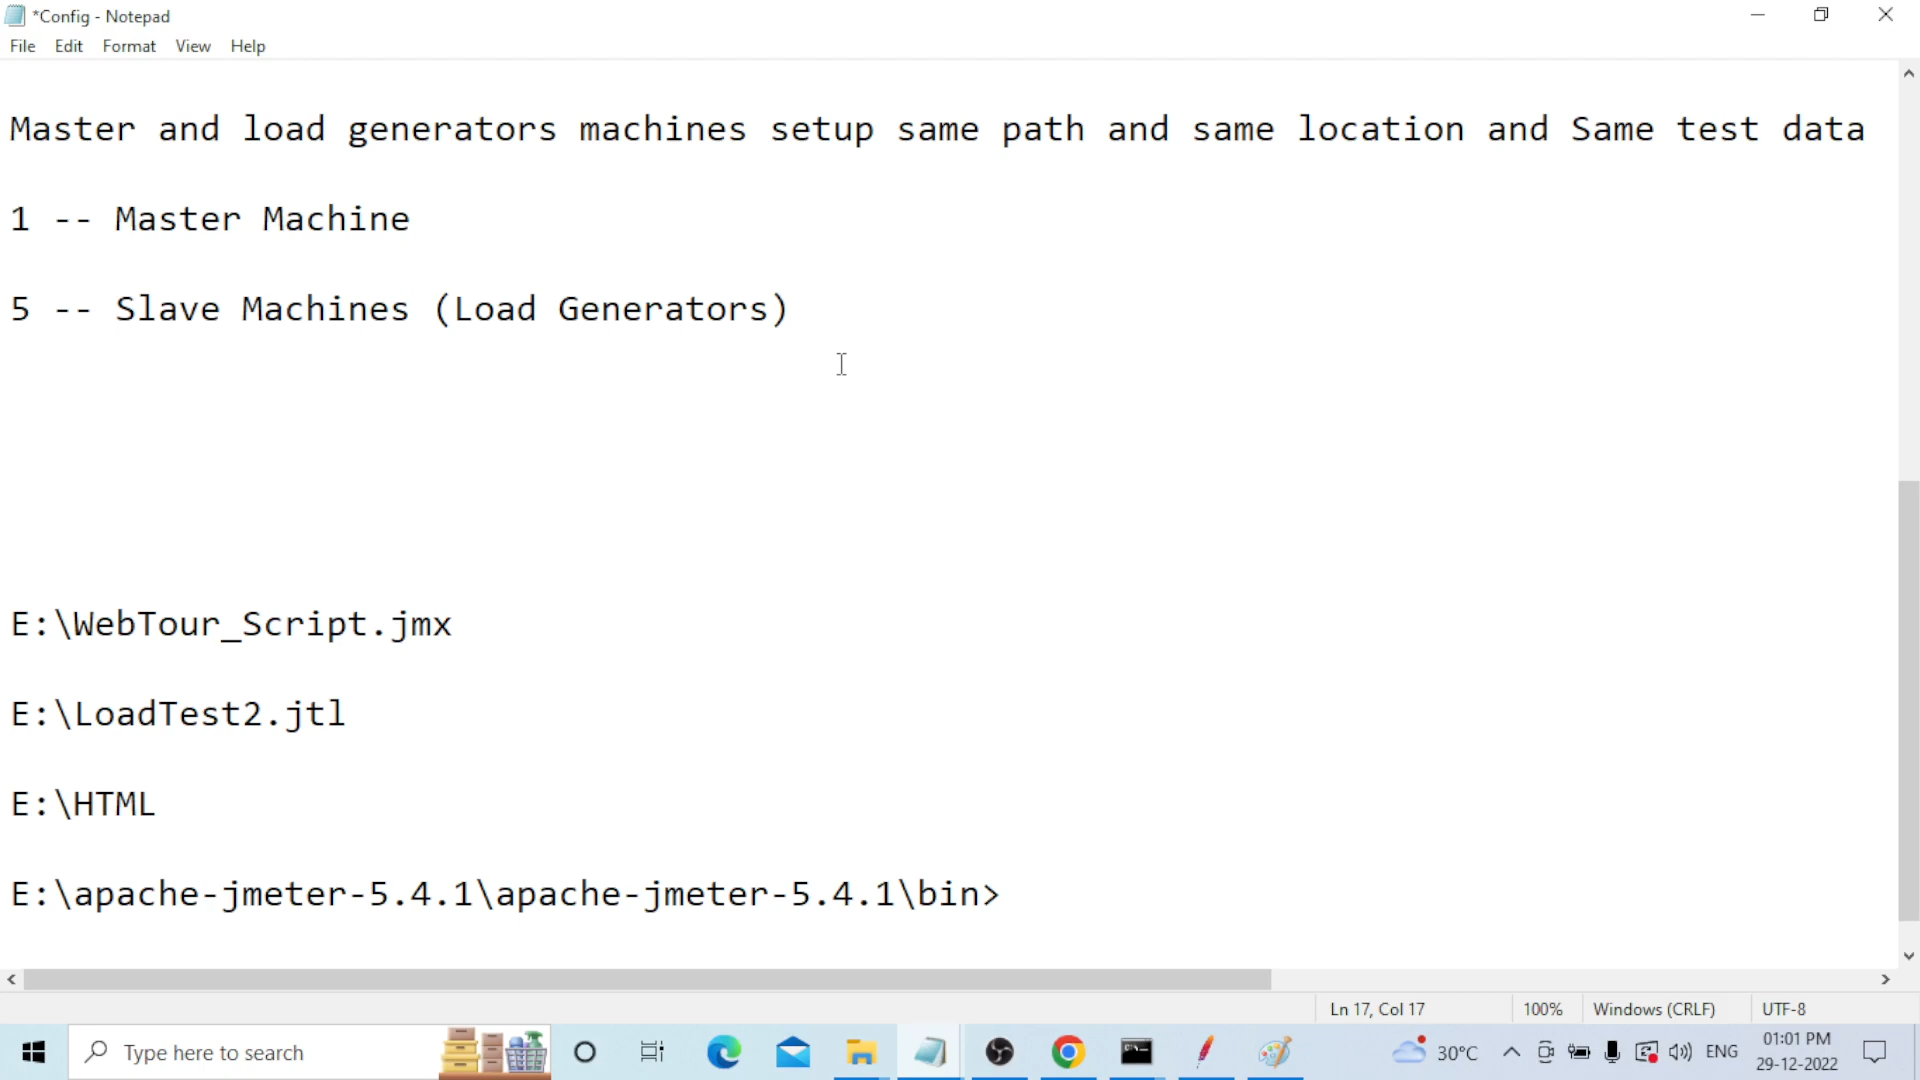 *Config - Notepad
File Edit Format View Help
Master and load generators machines setup same path and same location and Same test data
1 -- Master Machine
5 -- Slave Machines (Load Generators)
E:\WebTour_Script.jmx
E:\LoadTest2.jtl
E:\HTML
E:\apache-jmeter-5.4.1\apache-jmeter-5.4.1\bin>
Ln 17, Col 17 100% Windows (CRLF) UTF-8
Type here to search 30°C ENG 01:01 PM
29-12-2022